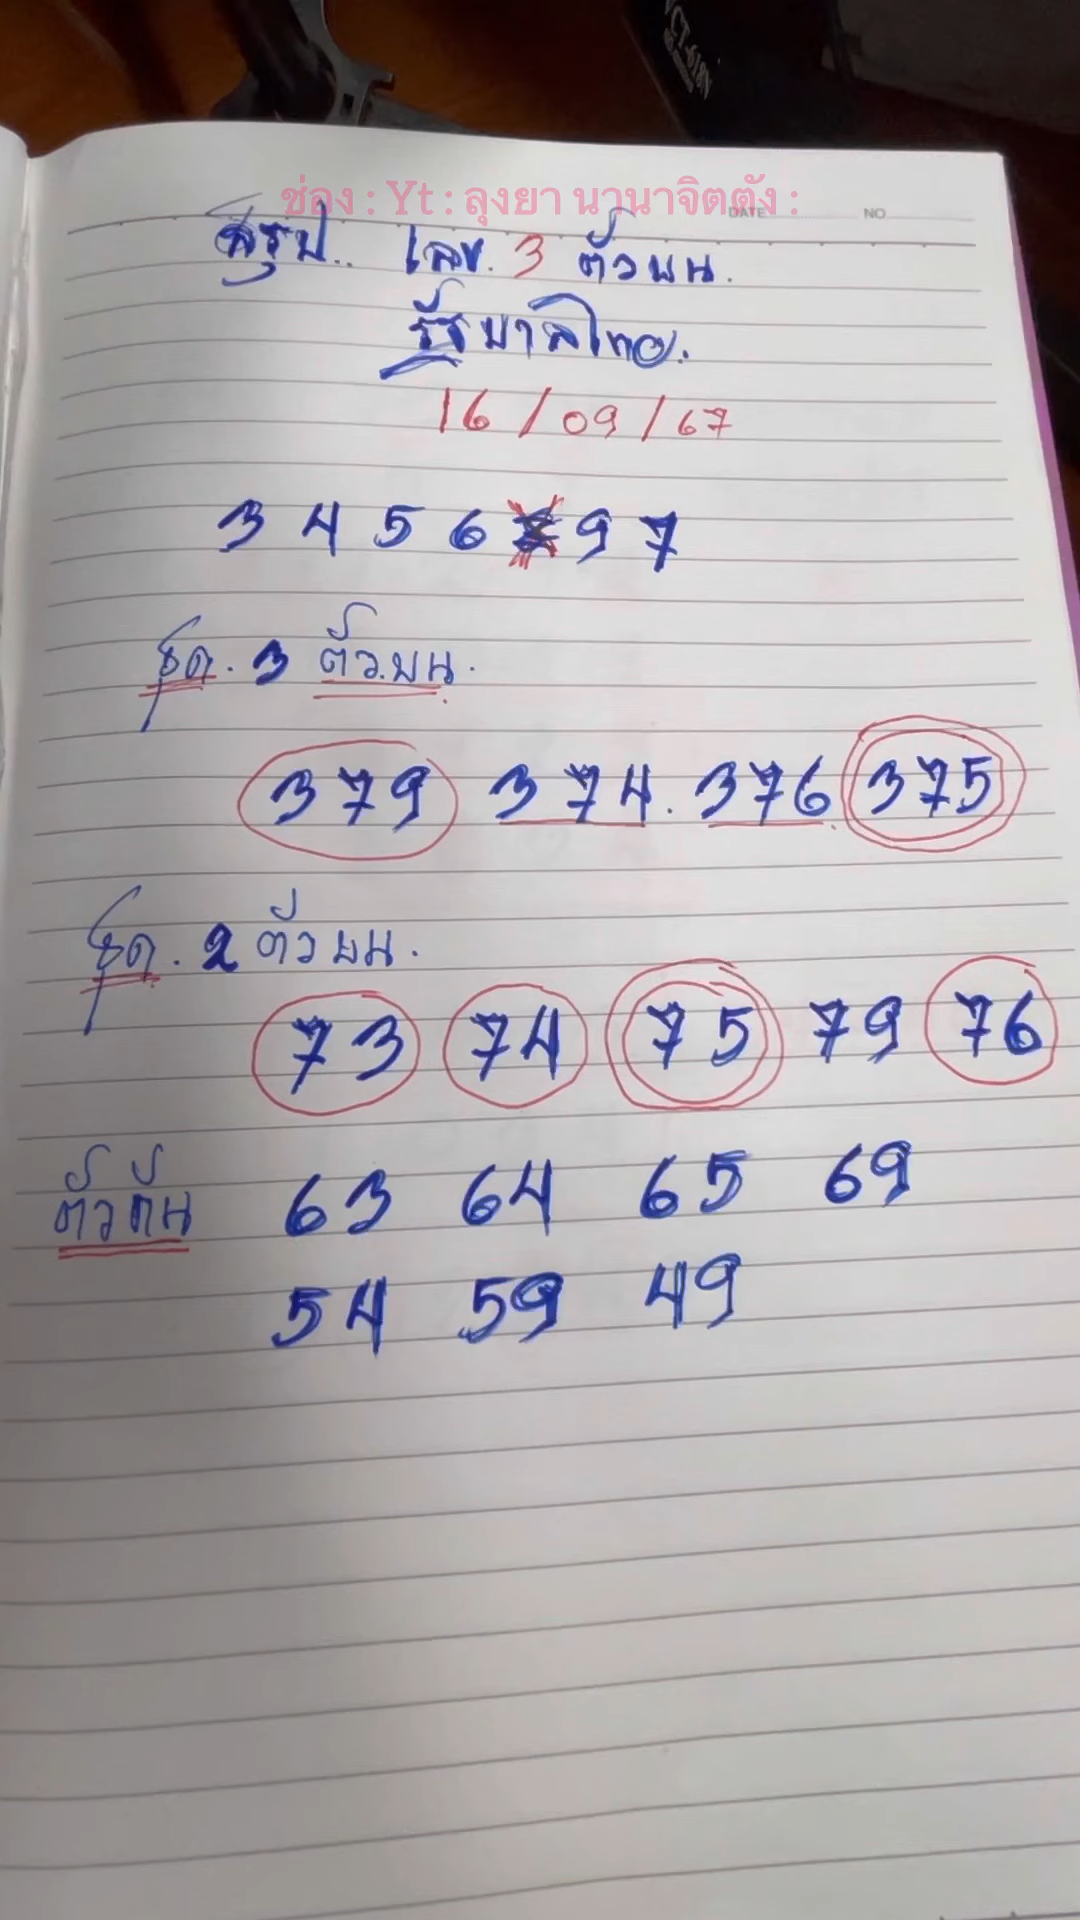 VCT-618N
ช่อง : Yt : ลุงยา นานาจิตตัง :
DATE NO
สรุป.. เลข. 3 ตัวบน.
รัฐบาลไทย.
16 / 09 / 67
3 4 5 6 9 7
ชุด. 3 ตัว.บน.
379 374. 376 375
ชุด. 2 ตัวบน.
73 74 75 79 76
ตัวกัน 63 64 65 69
54 59 49